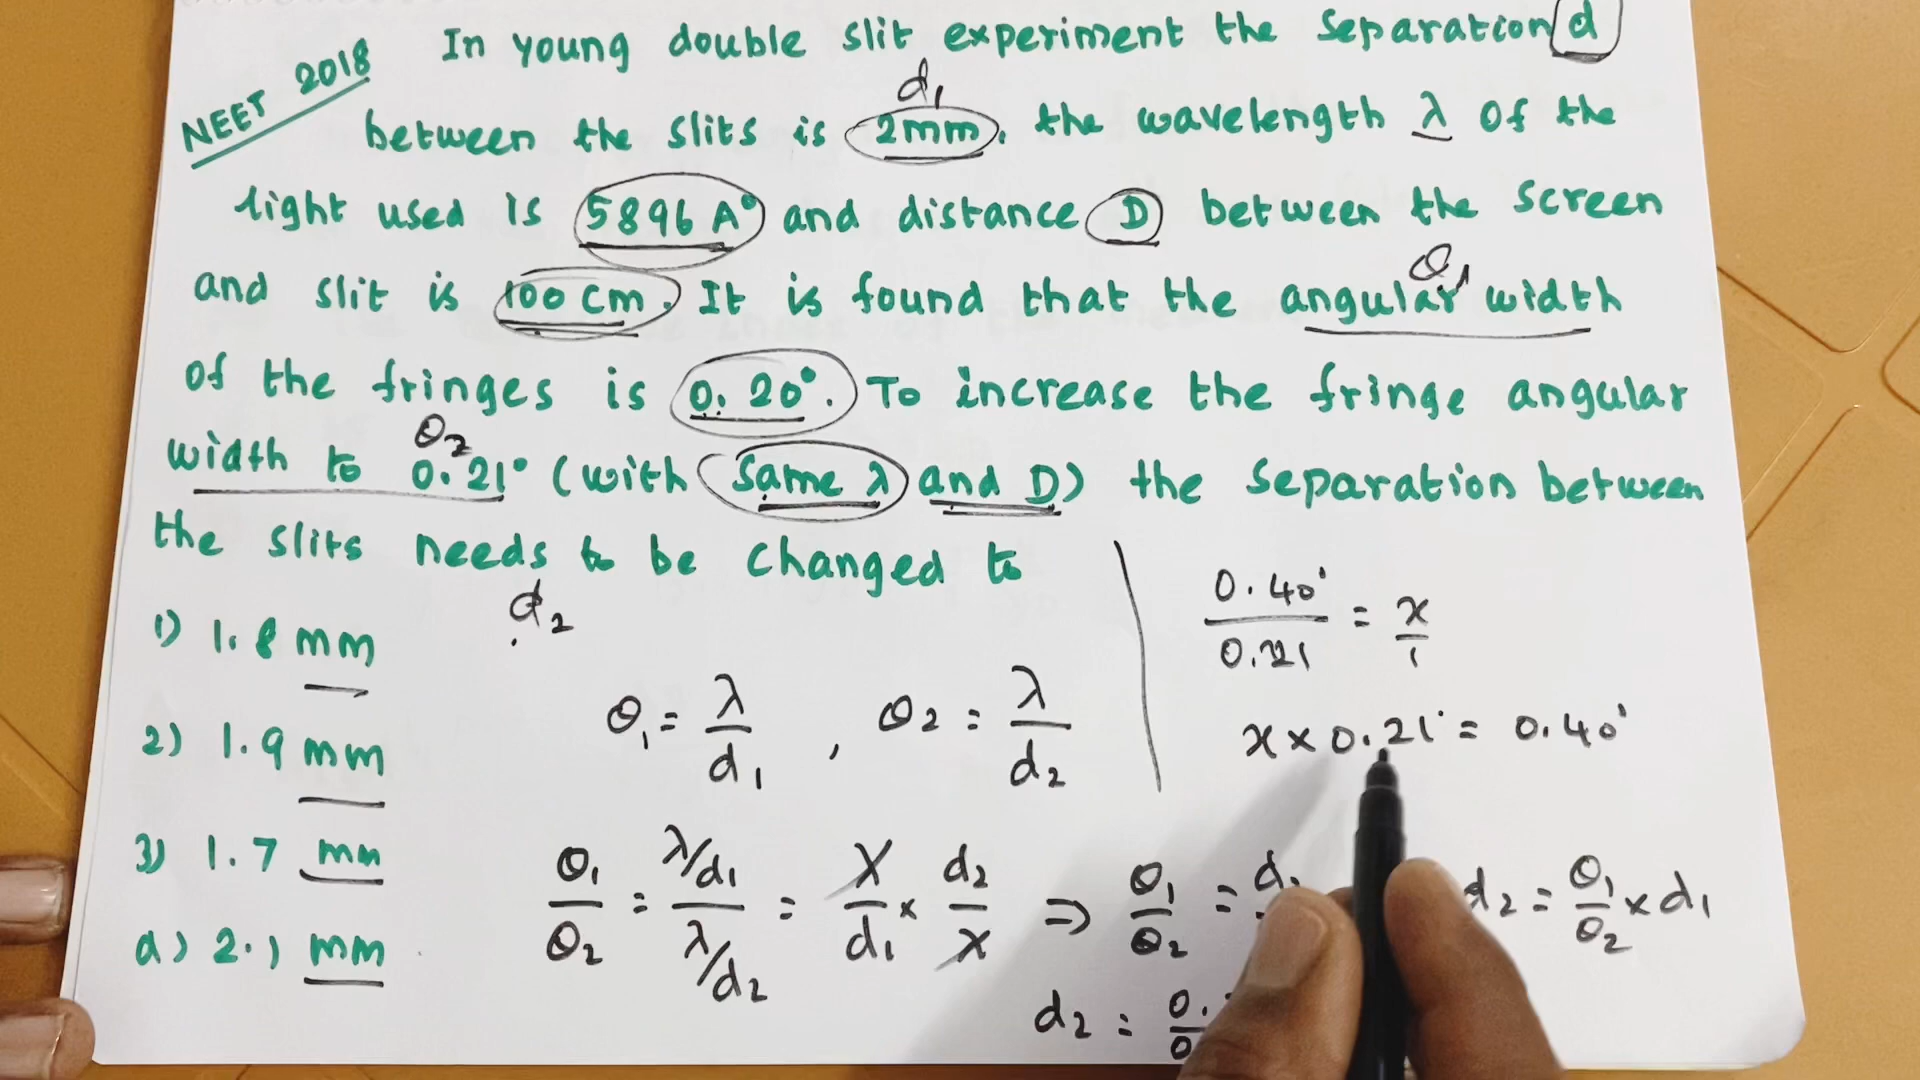 NEET 2018
In young double slit experiment the separation d
d₁
between the slits is 2mm. the wavelength λ of the
light used is 5896 A° and distance D between the screen
θ₁
and slit is 100 cm. It is found that the angular width
of the fringes is 0.20°. To increase the fringe angular
θ₂
width to 0.21° (with same λ and D) the separation between
the slits needs to be changed to
d₂
1) 1.8 mm
2) 1.9 mm
3) 1.7 mm
a) 2.1 mm
θ₁ = λ/d₁ , θ₂ = λ/d₂
θ₁/θ₂ = (λ/d₁)/(λ/d₂) = λ/d₁ × d₂/λ ⇒ θ₁/θ₂ =
d₂ = θ₁/θ₂ × d₁
d₂ =
0.40°/0.21 = x/1
x × 0.21° = 0.40°